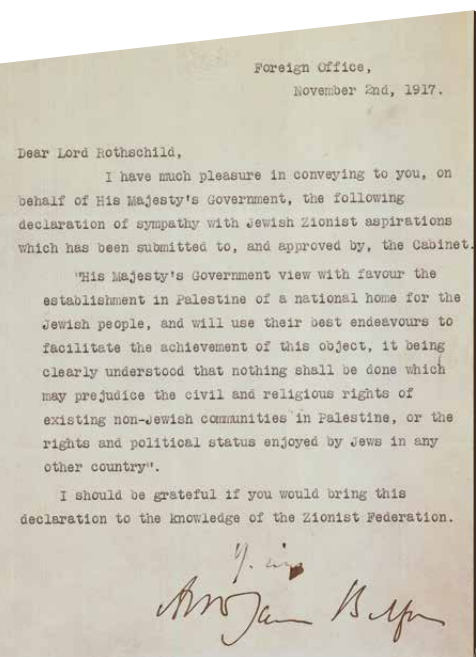 Foreign Office,
November 2nd, 1917.
Dear Lord Rothschild,
I have much pleasure in conveying to you, on
behalf of His Majesty's Government, the following
declaration of sympathy with Jewish Zionist aspirations
which has been submitted to, and approved by, the Cabinet.
"His Majesty's Government view with favour the
establishment in Palestine of a national home for the
Jewish people, and will use their best endeavours to
facilitate the achievement of this object, it being
clearly understood that nothing shall be done which
may prejudice the civil and religious rights of
existing non-Jewish communities in Palestine, or the
rights and political status enjoyed by Jews in any
other country".
I should be grateful if you would bring this
declaration to the knowledge of the Zionist Federation.